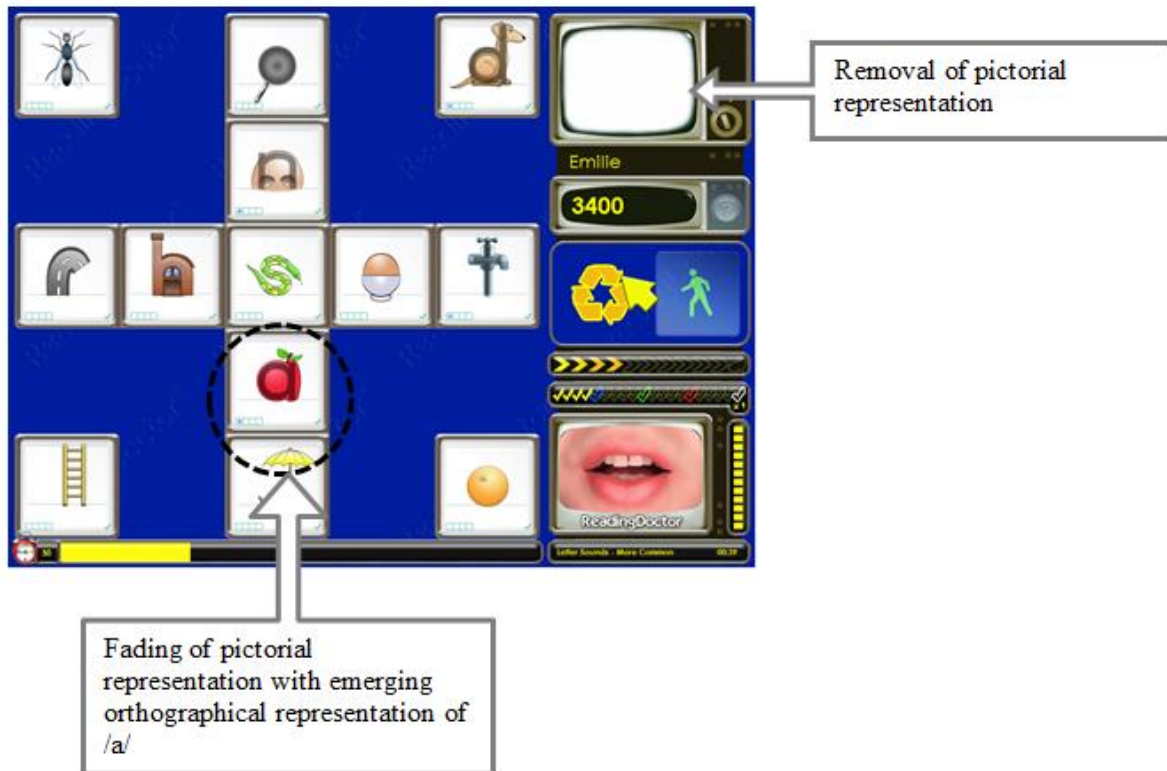 Removal of pictorial
representation
Emilie
3400
ReadingDoctor
50
Letter Sounds - More Common
00:39
x 1
Fading of pictorial
representation with emerging
orthographical representation of
/a/